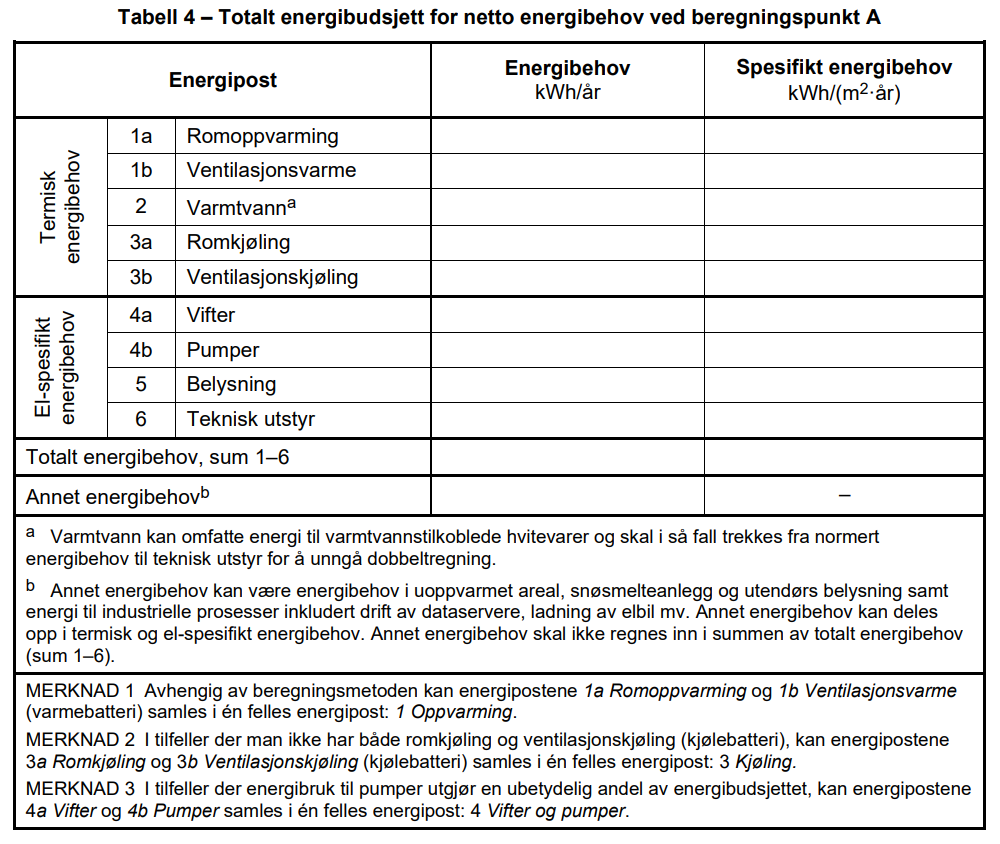 Tabell 4 – Totalt energibudsjett for netto energibehov ved beregningspunkt A
Energipost
Energibehov
kWh/år
Spesifikt energibehov
kWh/(m2·år)
Termisk
energibehov
1a Romoppvarming
1b Ventilasjonsvarme
2 Varmtvanna
3a Romkjøling
3b Ventilasjonskjøling
El-spesifikt
energibehov
4a Vifter
4b Pumper
5 Belysning
6 Teknisk utstyr
Totalt energibehov, sum 1–6
Annet energibehovb –
a Varmtvann kan omfatte energi til varmtvannstilkoblede hvitevarer og skal i så fall trekkes fra normert
energibehov til teknisk utstyr for å unngå dobbeltregning.
b Annet energibehov kan være energibehov i uoppvarmet areal, snøsmelteanlegg og utendørs belysning samt
energi til industrielle prosesser inkludert drift av dataservere, ladning av elbil mv. Annet energibehov kan deles
opp i termisk og el-spesifikt energibehov. Annet energibehov skal ikke regnes inn i summen av totalt energibehov
(sum 1–6).
MERKNAD 1 Avhengig av beregningsmetoden kan energipostene 1a Romoppvarming og 1b Ventilasjonsvarme
(varmebatteri) samles i én felles energipost: 1 Oppvarming.
MERKNAD 2 I tilfeller der man ikke har både romkjøling og ventilasjonskjøling (kjølebatteri), kan energipostene
3a Romkjøling og 3b Ventilasjonskjøling (kjølebatteri) samles i én felles energipost: 3 Kjøling.
MERKNAD 3 I tilfeller der energibruk til pumper utgjør en ubetydelig andel av energibudsjettet, kan energipostene
4a Vifter og 4b Pumper samles i én felles energipost: 4 Vifter og pumper.